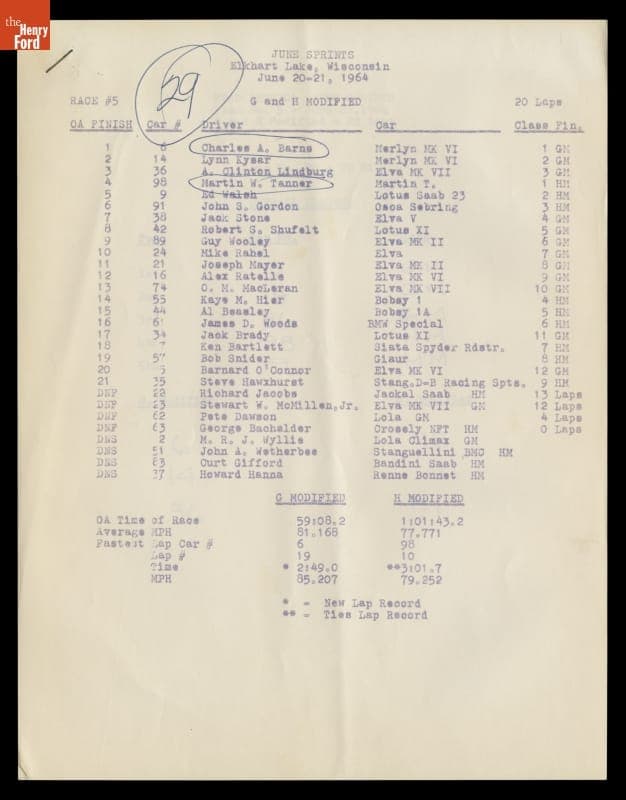 the
Henry
Ford
29
JUNE SPRINTS
Elkhart Lake, Wisconsin
June 20-21, 1964
RACE #5 G and H MODIFIED 20 Laps
OA FINISH Car # Driver Car Class Fin.
1 6 Charles A. Barns Merlyn MK VI 1 GM
2 14 Lynn Kysar Merlyn MK VI 2 GM
3 36 A. Clinton Lindburg Elva MK VII 3 GM
4 98 Martin W. Tanner Martin T. 1 HM
5 9 Ed Walsh Lotus Saab 23 2 HM
6 91 John S. Gordon Osca Sebring 3 HM
7 38 Jack Stone Elva V 4 GM
8 42 Robert S. Shufelt Lotus XI 5 GM
9 89 Guy Wooley Elva MK II 6 GM
10 24 Mike Rahel Elva 7 GM
11 21 Joseph Mayer Elva MK II 8 GM
12 16 Alex Ratelle Elva MK VII 9 GM
13 74 O. M. MacLeran Elva MK VII 10 GM
14 55 Kaye M. Hier Bobsy 1 4 HM
15 44 Al Beasley Bobsy 1A 5 HM
16 61 James D. Woods BMW Special 6 HM
17 34 Jack Brady Lotus XI 11 GM
18 7 Ken Bartlett Siata Spyder Rdstr. 7 HM
19 57 Bob Snider Giaur 8 HM
20 5 Barnard O'Connor Elva MK VI 12 GM
21 35 Steve Hawxhurst Stang.D-B Racing Spts. 9 HM
DNF 22 Richard Jacobs Jackal Saab HM 13 Laps
DNF 23 Stewart W. McMillen,Jr. Elva MK VII GM 12 Laps
DNF 62 Pete Dawson Lola GM 4 Laps
DNF 63 George Bachelder Crosely NFT HM 0 Laps
DNS 2 M. R. J. Wyllie Lola Climax GM
DNS 51 John A. Wetherbee Stanguellini BMC HM
DNS 83 Curt Gifford Bandini Saab HM
DNS 37 Howard Hanna Renne Bonnet HM
G MODIFIED H MODIFIED
OA Time of Race 59:08.2 1:01:43.2
Average MPH 81.168 77.771
Fastest Lap Car # 6 98
Lap # 19 10
Time * 2:49.0 **3:01.7
MPH 85.207 79.252
* = New Lap Record
** = Ties Lap Record